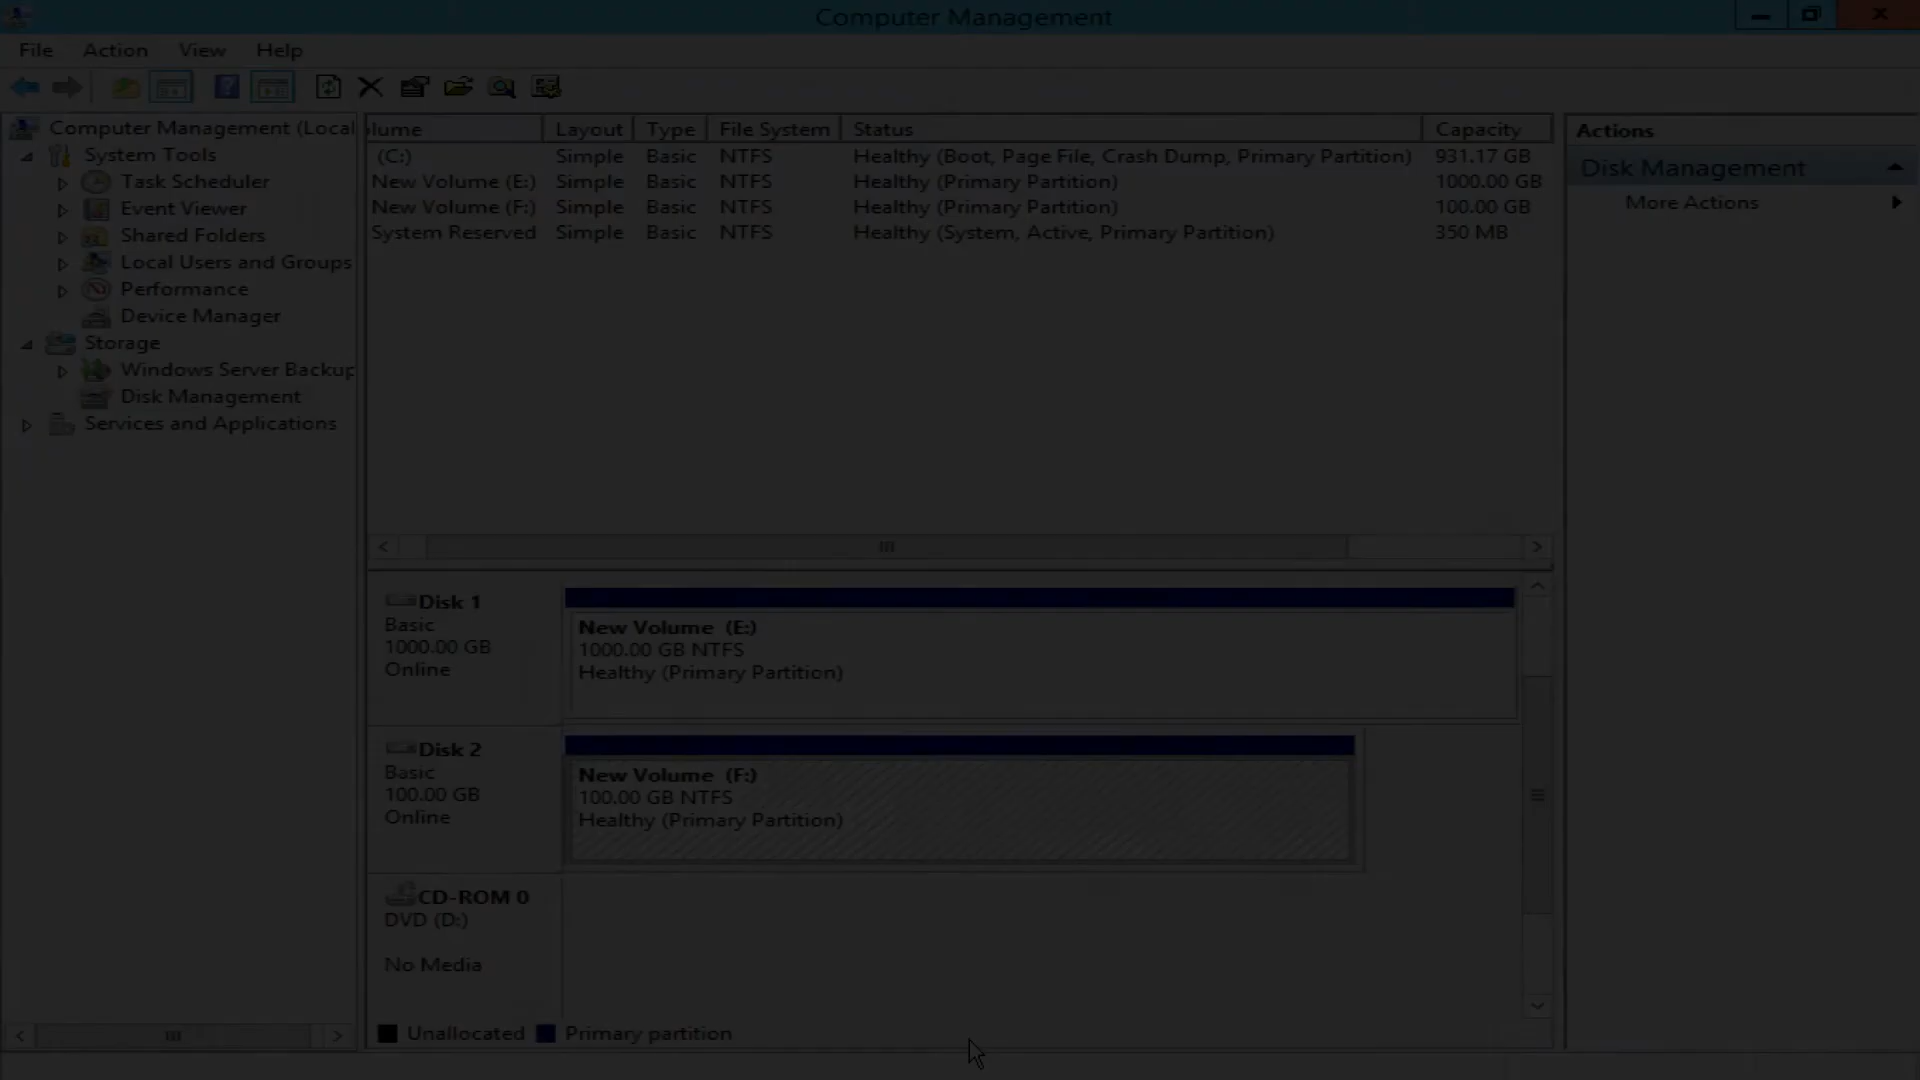 Computer Management
File Action View Help
Computer Management (Local
System Tools
Task Scheduler
Event Viewer
Shared Folders
Local Users and Groups
Performance
Device Manager
Storage
Windows Server Backup
Disk Management
Services and Applications
lume Layout Type File System Status Capacity
(C:) Simple Basic NTFS Healthy (Boot, Page File, Crash Dump, Primary Partition) 931.17 GB
New Volume (E:) Simple Basic NTFS Healthy (Primary Partition) 1000.00 GB
New Volume (F:) Simple Basic NTFS Healthy (Primary Partition) 100.00 GB
System Reserved Simple Basic NTFS Healthy (System, Active, Primary Partition) 350 MB
Disk 1
Basic
1000.00 GB
Online
New Volume (E:)
1000.00 GB NTFS
Healthy (Primary Partition)
Disk 2
Basic
100.00 GB
Online
New Volume (F:)
100.00 GB NTFS
Healthy (Primary Partition)
CD-ROM 0
DVD (D:)
No Media
Unallocated Primary partition
Actions
Disk Management
More Actions